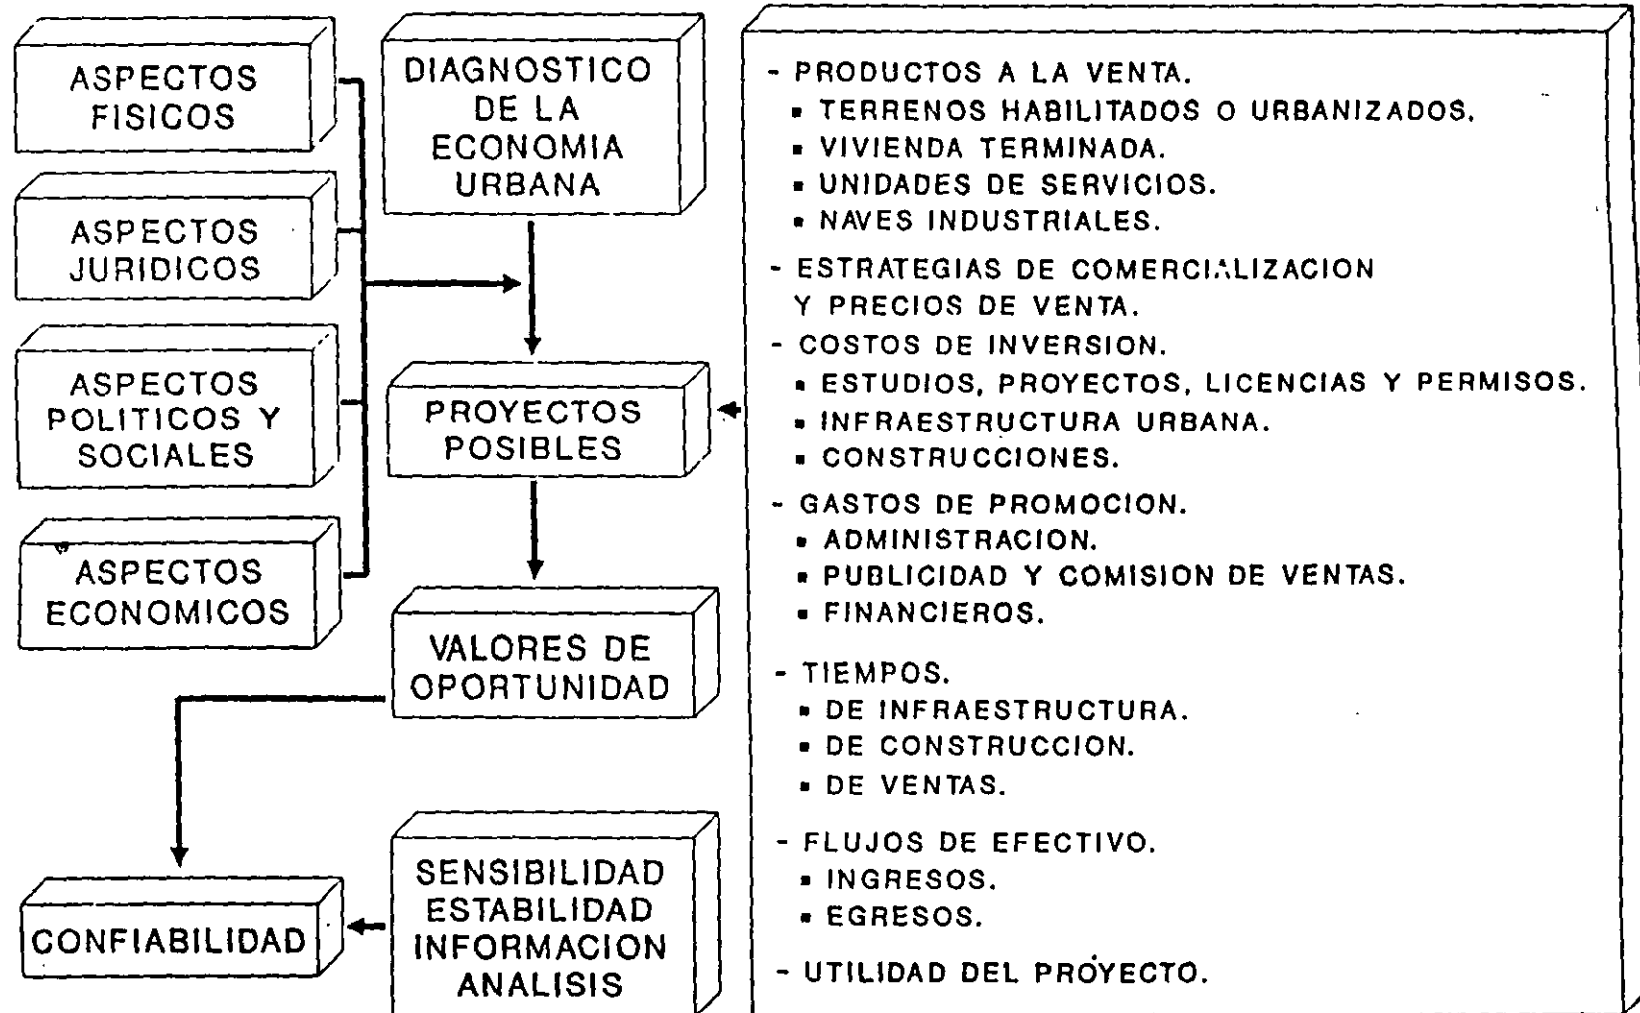 ASPECTOS
FISICOS
ASPECTOS
JURIDICOS
ASPECTOS
POLITICOS Y
SOCIALES
ASPECTOS
ECONOMICOS
DIAGNOSTICO
DE LA
ECONOMIA
URBANA
PROYECTOS
POSIBLES
VALORES DE
OPORTUNIDAD
CONFIABILIDAD
SENSIBILIDAD
ESTABILIDAD
INFORMACION
ANALISIS
- PRODUCTOS A LA VENTA.
▪ TERRENOS HABILITADOS O URBANIZADOS.
▪ VIVIENDA TERMINADA.
▪ UNIDADES DE SERVICIOS.
▪ NAVES INDUSTRIALES.
- ESTRATEGIAS DE COMERCIALIZACION
Y PRECIOS DE VENTA.
- COSTOS DE INVERSION.
▪ ESTUDIOS, PROYECTOS, LICENCIAS Y PERMISOS.
▪ INFRAESTRUCTURA URBANA.
▪ CONSTRUCCIONES.
- GASTOS DE PROMOCION.
▪ ADMINISTRACION.
▪ PUBLICIDAD Y COMISION DE VENTAS.
▪ FINANCIEROS.
- TIEMPOS.
▪ DE INFRAESTRUCTURA.
▪ DE CONSTRUCCION.
▪ DE VENTAS.
- FLUJOS DE EFECTIVO.
▪ INGRESOS.
▪ EGRESOS.
- UTILIDAD DEL PROYECTO.